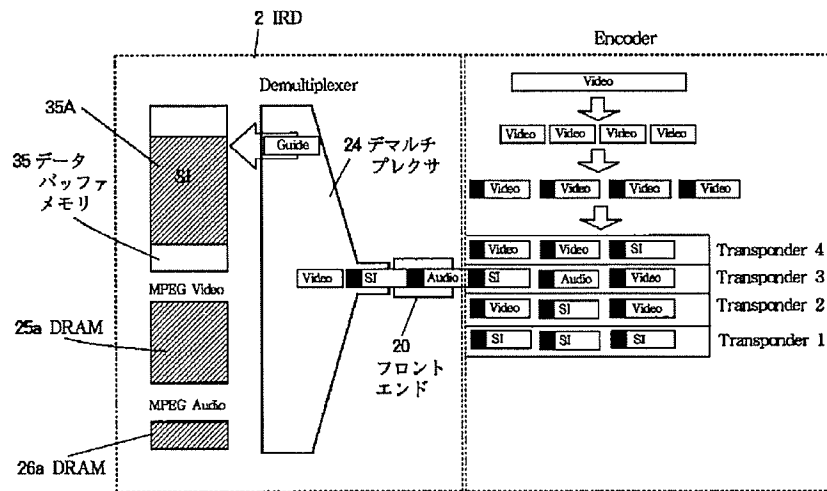 2 IRD
Encoder
Demultiplexer
Video
35A
35 データ
バッファ
メモリ
SI
Guide
24 デマルチ
プレクサ
Video Video Video Video
Video Video Video Video
Video Video SI Transponder 4
Video SI Audio SI Audio Video Transponder 3
Video SI Video Transponder 2
SI SI SI Transponder 1
MPEG Video
25a DRAM
20
フロント
エンド
MPEG Audio
26a DRAM